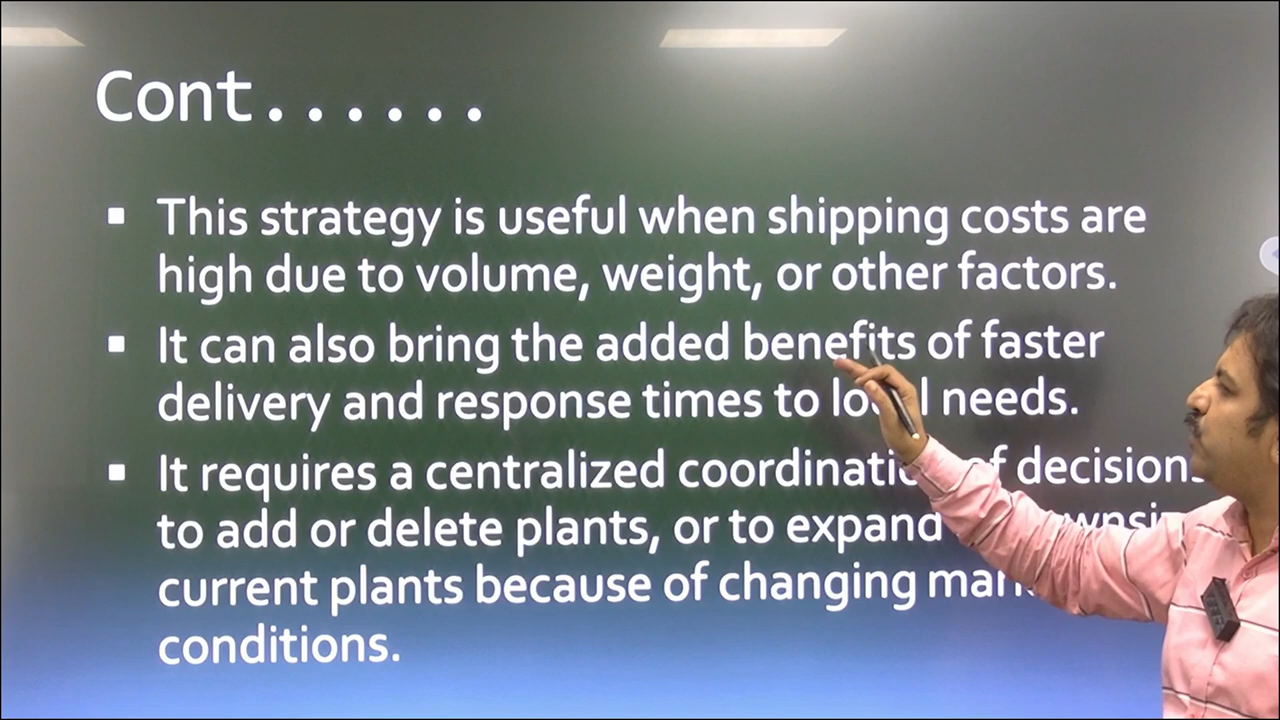 Cont......
▪ This strategy is useful when shipping costs are
high due to volume, weight, or other factors.
▪ It can also bring the added benefits of faster
delivery and response times to local needs.
▪ It requires a centralized coordination of decisions
to add or delete plants, or to expand
current plants because of changing
conditions.